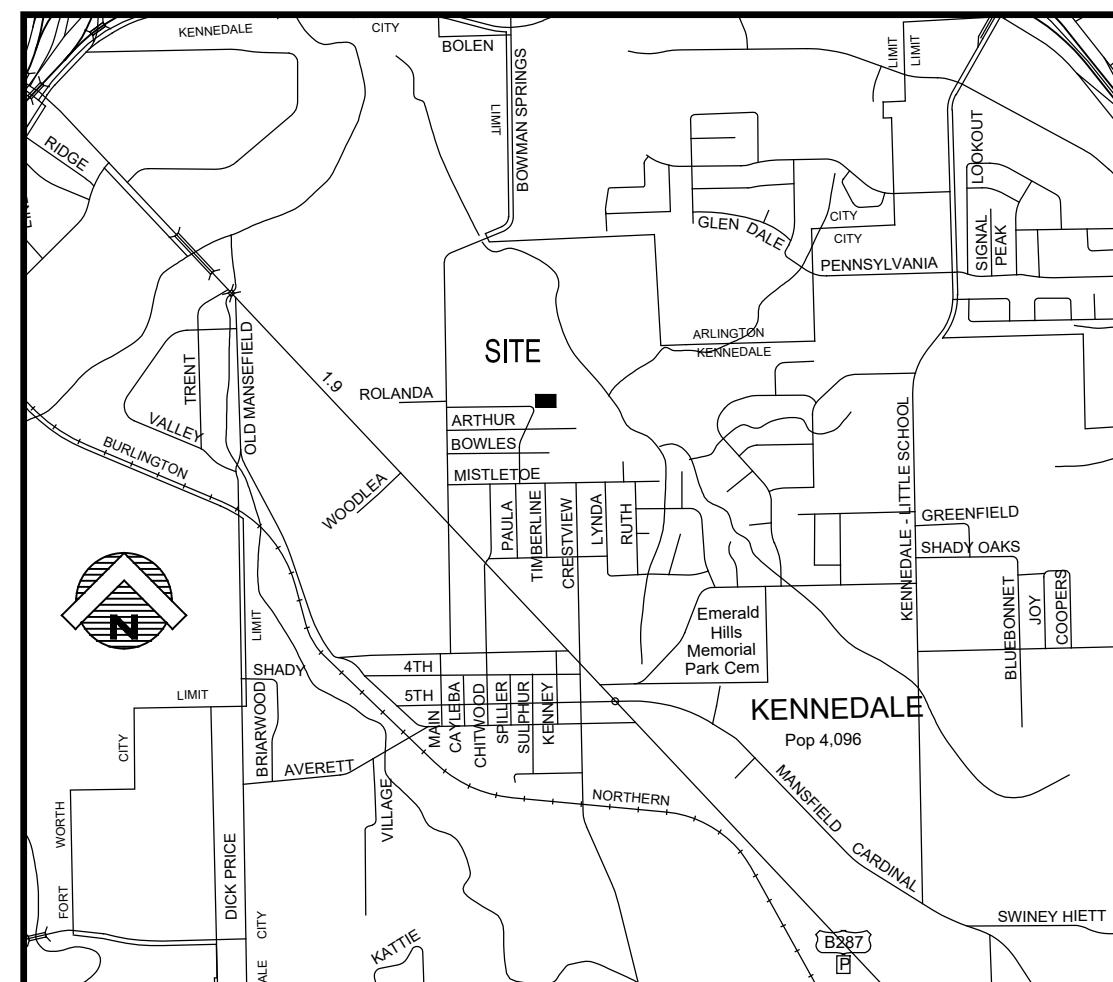 KENNEDALE
CITY
BOLEN
LIMIT
LIMIT
LIMIT
BOWMAN SPRINGS
RIDGE
LOOKOUT
GLEN DALE
CITY
CITY
SIGNAL
PEAK
PENNSYLVANIA
ARLINGTON
KENNEDALE
SITE
TRENT
OLD MANSEFIELD
1.9
ROLANDA
ARTHUR
VALLEY
BOWLES
BURLINGTON
MISTLETOE
WOODLEA
PAULA
TIMBERLINE
CRESTVIEW
LYNDA
RUTH
KENNEDALE - LITTLE SCHOOL
GREENFIELD
SHADY OAKS
BLUEBONNET
JOY
COOPERS
N
LIMIT
Emerald
Hills
Memorial
Park Cem
SHADY
4TH
5TH
LIMIT
BRIARWOOD
MAIN
CAYLEBA
CHITWOOD
SPILLER
SULPHUR
KENNEY
KENNEDALE
Pop 4,096
CITY
AVERETT
VILLAGE
NORTHERN
MANSFIELD
CARDINAL
WORTH
FORT
DICK PRICE
CITY
ALE
KATTIE
SWINEY HIETT
B287
P